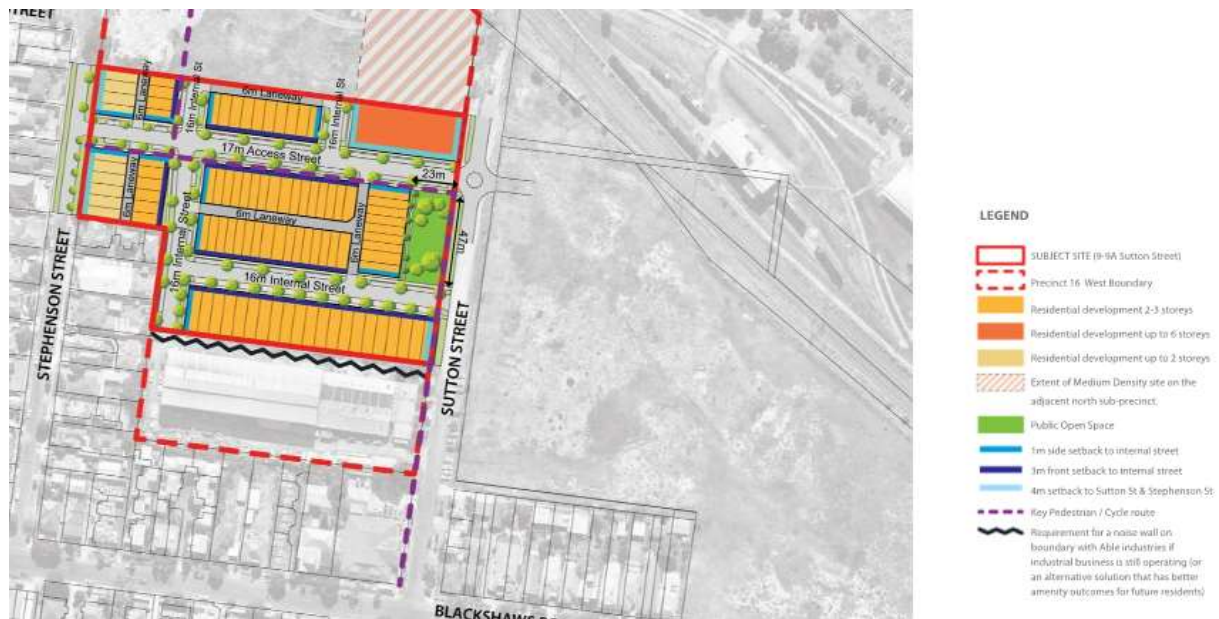 STREET
6m Laneway
16m Internal St
6m Laneway
16m Internal St
17m Access Street
23m
6m Laneway
16m Internal Street
6m Laneway
6m Laneway
47m
16m Internal Street
STEPHENSON STREET
SUTTON STREET
BLACKSHAWS
LEGEND
SUBJECT SITE (9-9A Sutton Street)
Precinct 16 West Boundary
Residential development 2-3 storeys
Residential development up to 6 storeys
Residential development up to 2 storeys
Extent of Medium Density site on the
adjacent north sub-precinct.
Public Open Space
1m side setback to internal street
3m front setback to internal street
4m setback to Sutton St & Stephenson St
Key Pedestrian / Cycle route
Requirement for a noise wall on
boundary with Able industries if
industrial business is still operating (or
an alternative solution that has better
amenity outcomes for future residents)